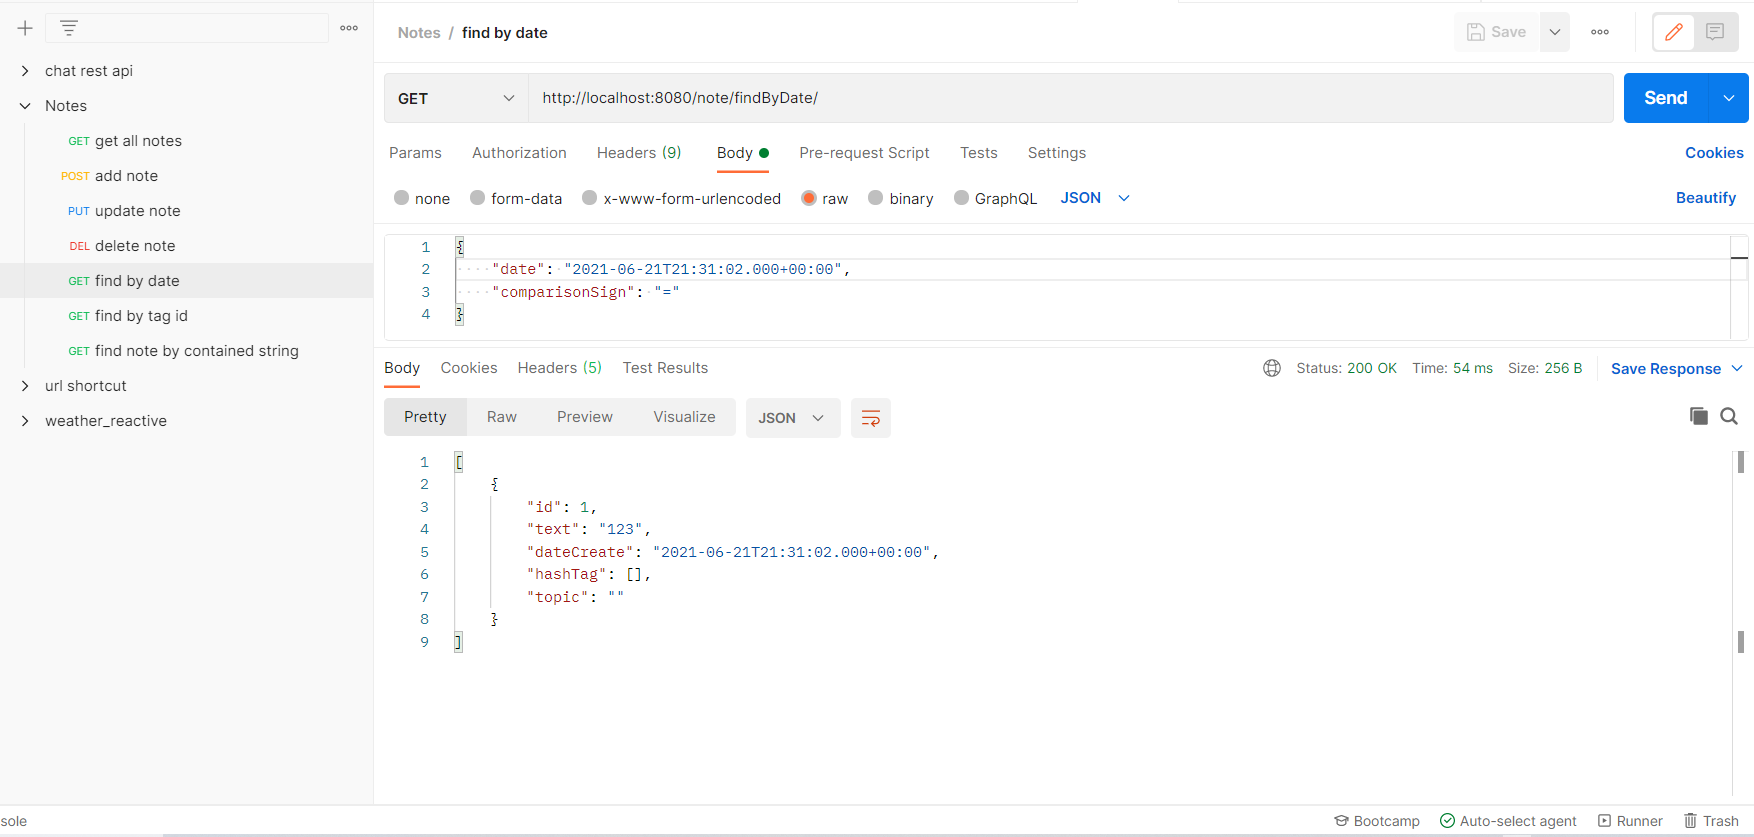 chat rest api
Notes
GET get all notes
POST add note
PUT update note
DEL delete note
GET find by date
GET find by tag id
GET find note by contained string
url shortcut
weather_reactive
Notes / find by date
Save
GET http://localhost:8080/note/findByDate/
Send
Params Authorization Headers (9) Body Pre-request Script Tests Settings Cookies
none form-data x-www-form-urlencoded raw binary GraphQL JSON Beautify
1 {
2 "date": "2021-06-21T21:31:02.000+00:00",
3 "comparisonSign": "="
4 }
Body Cookies Headers (5) Test Results Status: 200 OK Time: 54 ms Size: 256 B Save Response
Pretty Raw Preview Visualize JSON
1 [
2 {
3 "id": 1,
4 "text": "123",
5 "dateCreate": "2021-06-21T21:31:02.000+00:00",
6 "hashTag": [],
7 "topic": ""
8 }
9 ]
sole Bootcamp Auto-select agent Runner Trash